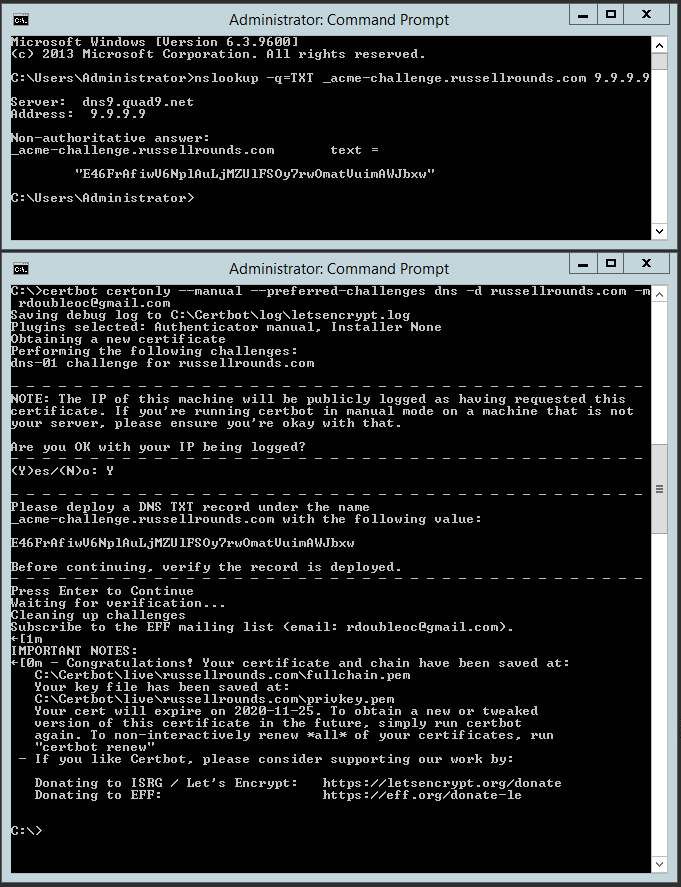 Administrator: Command Prompt
Microsoft Windows [Version 6.3.9600]
(c) 2013 Microsoft Corporation. All rights reserved.
C:\Users\Administrator>nslookup -q=TXT _acme-challenge.russellrounds.com 9.9.9.9
Server:  dns9.quad9.net
Address:  9.9.9.9
Non-authoritative answer:
_acme-challenge.russellrounds.com       text =
"E46FrAfiwV6NplAuLjMZUlFSOy7rwOmatVuimAWJbxw"
C:\Users\Administrator>
Administrator: Command Prompt
C:\>certbot certonly --manual --preferred-challenges dns -d russellrounds.com -m
rdoubleoc@gmail.com
Saving debug log to C:\Certbot\log\letsencrypt.log
Plugins selected: Authenticator manual, Installer None
Obtaining a new certificate
Performing the following challenges:
dns-01 challenge for russellrounds.com
- - - - - - - - - - - - - - - - - - - - - - - - - - - - - - - - - - - - - - - -
NOTE: The IP of this machine will be publicly logged as having requested this
certificate. If you're running certbot in manual mode on a machine that is not
your server, please ensure you're okay with that.
Are you OK with your IP being logged?
- - - - - - - - - - - - - - - - - - - - - - - - - - - - - - - - - - - - - - - -
(Y)es/(N)o: Y
- - - - - - - - - - - - - - - - - - - - - - - - - - - - - - - - - - - - - - - -
Please deploy a DNS TXT record under the name
_acme-challenge.russellrounds.com with the following value:
E46FrAfiwV6NplAuLjMZUlFSOy7rwOmatVuimAWJbxw
Before continuing, verify the record is deployed.
- - - - - - - - - - - - - - - - - - - - - - - - - - - - - - - - - - - - - - - -
Press Enter to Continue
Waiting for verification...
Cleaning up challenges
Subscribe to the EFF mailing list (email: rdoubleoc@gmail.com).
←[1m
IMPORTANT NOTES:
←[0m - Congratulations! Your certificate and chain have been saved at:
C:\Certbot\live\russellrounds.com\fullchain.pem
Your key file has been saved at:
C:\Certbot\live\russellrounds.com\privkey.pem
Your cert will expire on 2020-11-25. To obtain a new or tweaked
version of this certificate in the future, simply run certbot
again. To non-interactively renew *all* of your certificates, run
"certbot renew"
- If you like Certbot, please consider supporting our work by:
Donating to ISRG / Let's Encrypt:   https://letsencrypt.org/donate
Donating to EFF:                    https://eff.org/donate-le
C:\>